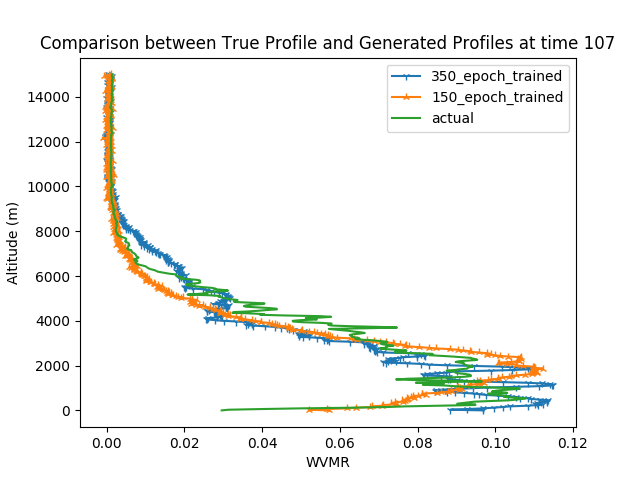 Comparison between True Profile and Generated Profiles at time 107
350_epoch_trained
150_epoch_trained
actual
Altitude (m)
14000
12000
10000
8000
6000
4000
2000
0
0.00 0.02 0.04 0.06 0.08 0.10 0.12
WVMR